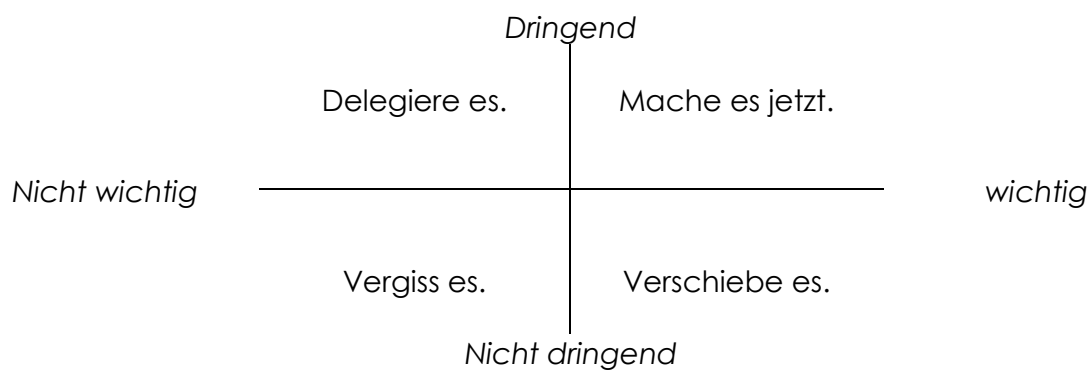 Dringend
Delegiere es. Mache es jetzt.
Nicht wichtig wichtig
Vergiss es. Verschiebe es.
Nicht dringend